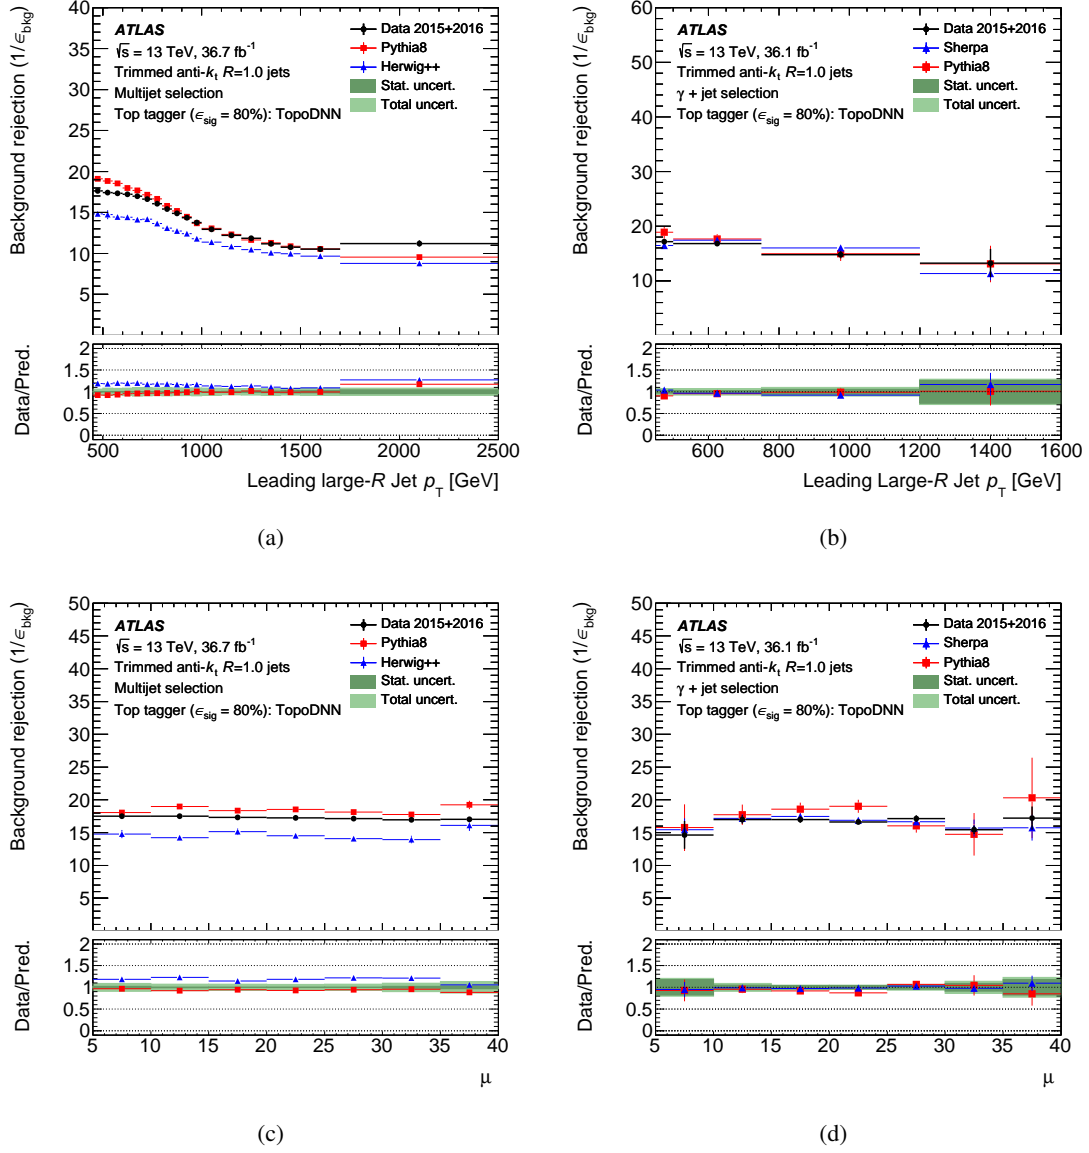 Background rejection (1/ϵbkg)
40
35
30
25
20
15
10
5
ATLAS
√s = 13 TeV, 36.7 fb-1
Trimmed anti-kt R=1.0 jets
Multijet selection
Top tagger (ϵsig = 80%): TopoDNN
Data 2015+2016
Pythia8
Herwig++
Stat. uncert.
Total uncert.
Data/Pred.
2
1.5
1
0.5
0
500 1000 1500 2000 2500
Leading large-R Jet pT [GeV]
(a)
Background rejection (1/ϵbkg)
60
50
40
30
20
10
ATLAS
√s = 13 TeV, 36.1 fb-1
Trimmed anti-kt R=1.0 jets
γ + jet selection
Top tagger (ϵsig = 80%): TopoDNN
Data 2015+2016
Sherpa
Pythia8
Stat. uncert.
Total uncert.
Data/Pred.
2
1.5
1
0.5
0
600 800 1000 1200 1400 1600
Leading Large-R Jet pT [GeV]
(b)
Background rejection (1/ϵbkg)
50
45
40
35
30
25
20
15
10
5
ATLAS
√s = 13 TeV, 36.7 fb-1
Trimmed anti-kt R=1.0 jets
Multijet selection
Top tagger (ϵsig = 80%): TopoDNN
Data 2015+2016
Pythia8
Herwig++
Stat. uncert.
Total uncert.
Data/Pred.
2
1.5
1
0.5
0
5 10 15 20 25 30 35 40
μ
(c)
Background rejection (1/ϵbkg)
50
45
40
35
30
25
20
15
10
5
ATLAS
√s = 13 TeV, 36.1 fb-1
Trimmed anti-kt R=1.0 jets
γ + jet selection
Top tagger (ϵsig = 80%): TopoDNN
Data 2015+2016
Sherpa
Pythia8
Stat. uncert.
Total uncert.
Data/Pred.
2
1.5
1
0.5
0
5 10 15 20 25 30 35 40
μ
(d)